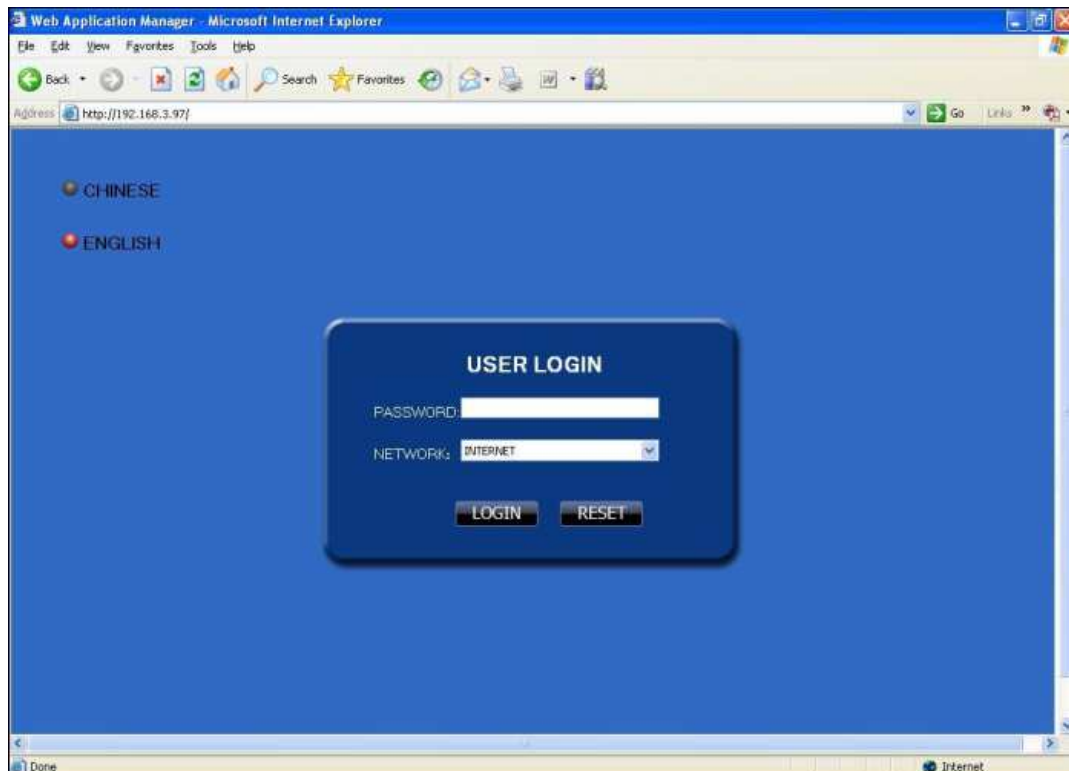 Web Application Manager - Microsoft Internet Explorer
File Edit View Favorites Tools Help
Back Search Favorites
Address http://192.168.3.97/ Go Links »
CHINESE
ENGLISH
USER LOGIN
PASSWORD:
NETWORK: INTERNET
LOGIN RESET
Done Internet